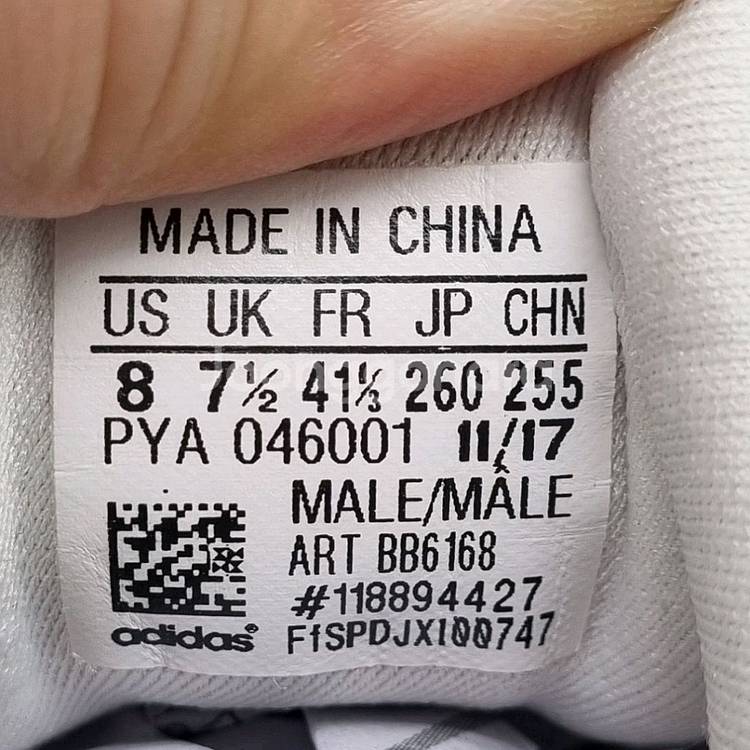 MADE IN CHINA
US UK FR JP CHN
8 7½ 41⅓ 260 255
PYA 046001 11/17
MALE/MÂLE
ART BB6168
#118894427
adidas® FfSPDJX100747